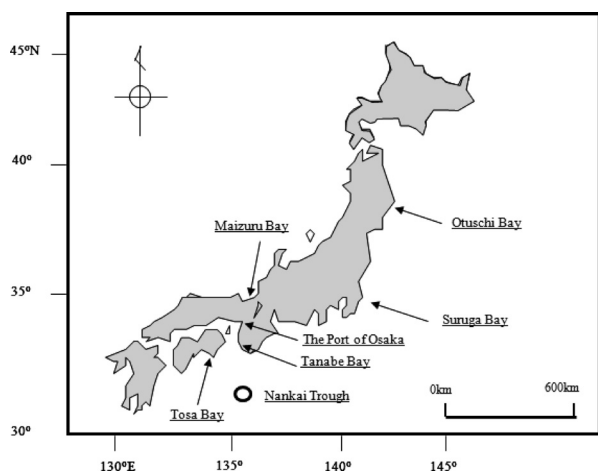 45ºN
40º
Maizuru Bay
Otuschi Bay
35º
Suruga Bay
The Port of Osaka
Tanabe Bay
Nankai Trough
0km
600km
Tosa Bay
30º
130ºE
135º
140º
145º